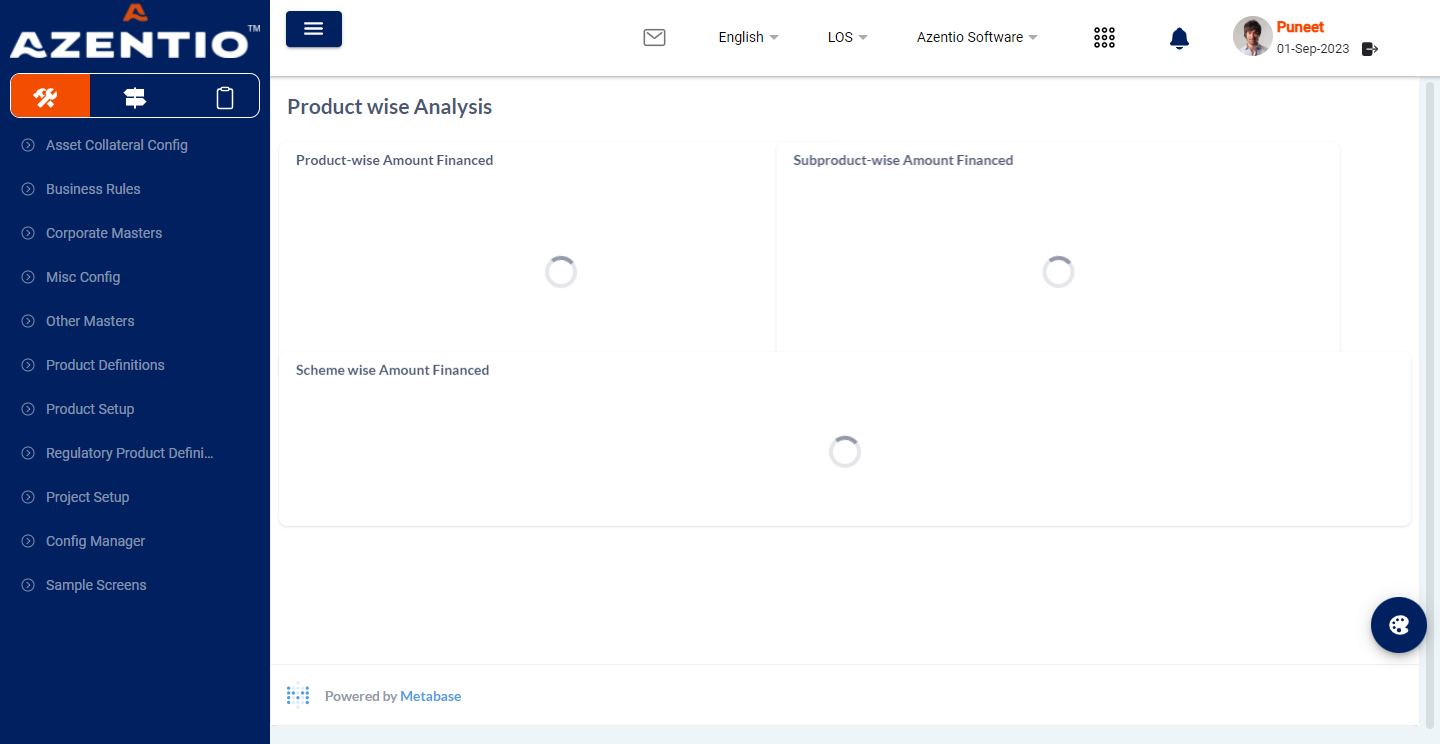 AZENTIO™
English
LOS
Azentio Software
Puneet
01-Sep-2023
Asset Collateral Config
Business Rules
Corporate Masters
Misc Config
Other Masters
Product Definitions
Product Setup
Regulatory Product Defini...
Project Setup
Config Manager
Sample Screens
Product wise Analysis
Product-wise Amount Financed
Subproduct-wise Amount Financed
Scheme wise Amount Financed
Powered by Metabase